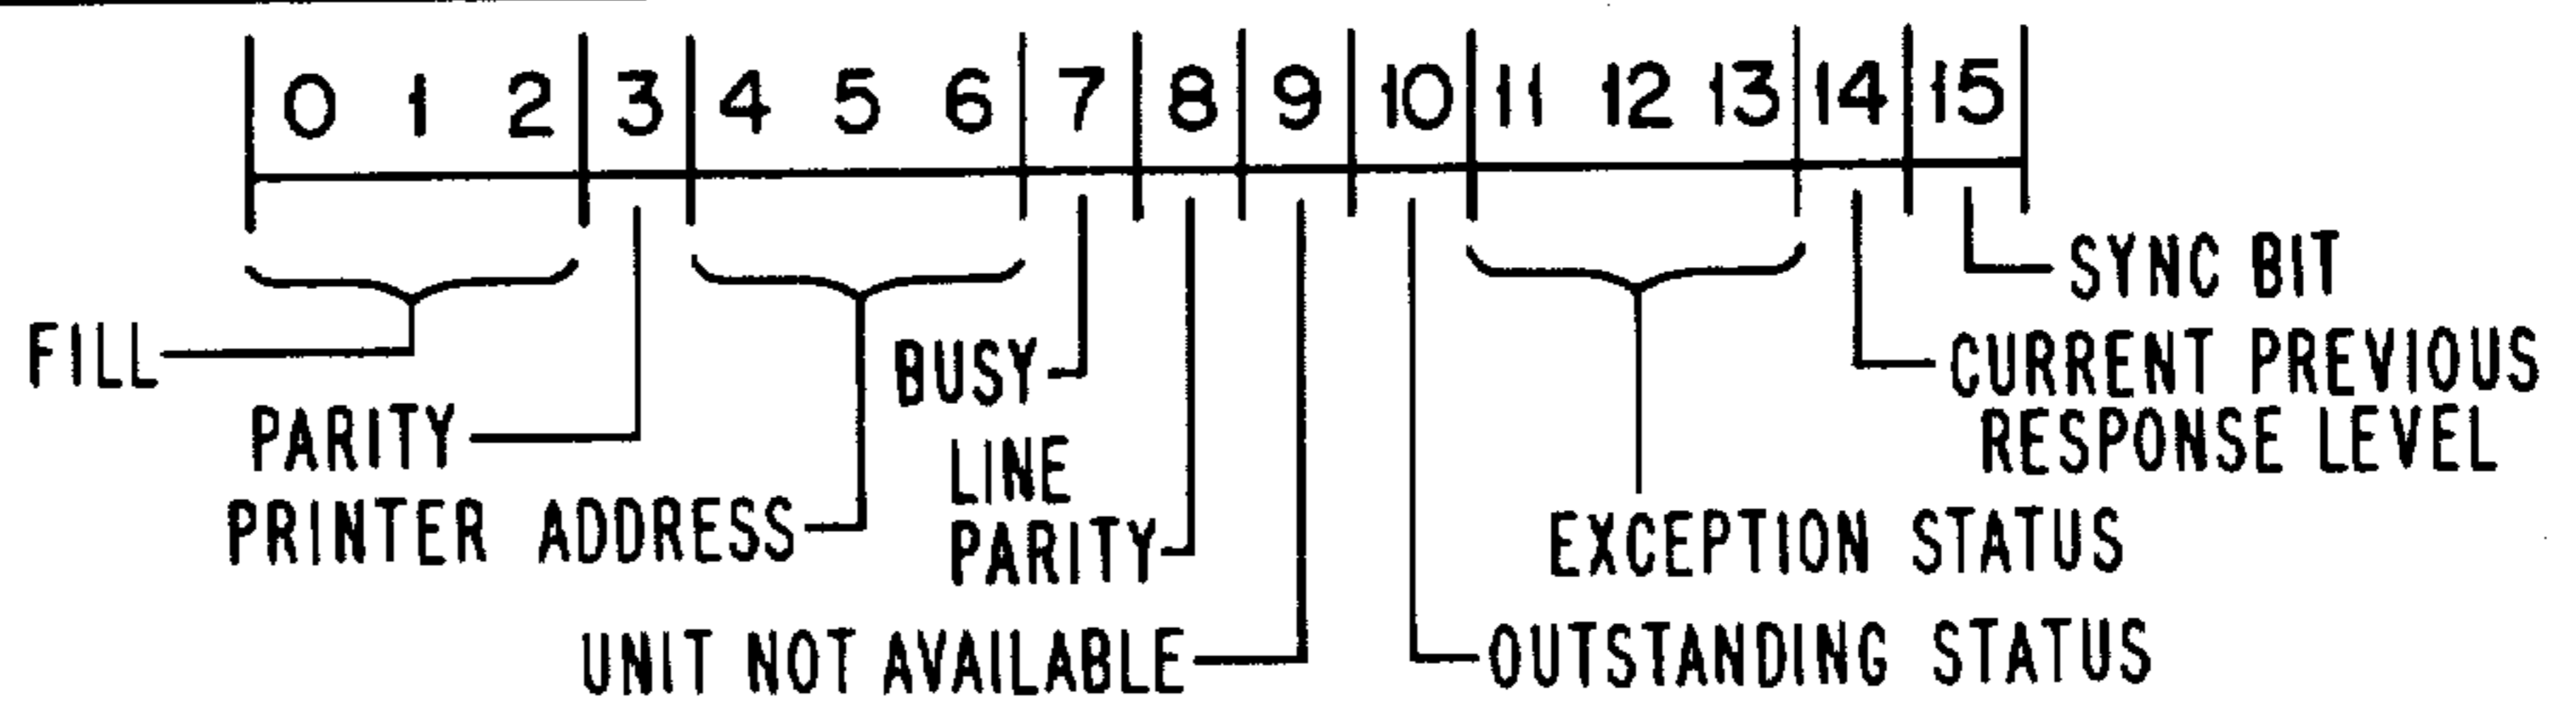 0 1 2 3 4 5 6 7 8 9 10 11 12 13 14 15
SYNC BIT
FILL
BUSY
CURRENT PREVIOUS
RESPONSE LEVEL
PARITY
LINE
PARITY
PRINTER ADDRESS
EXCEPTION STATUS
UNIT NOT AVAILABLE
OUTSTANDING STATUS